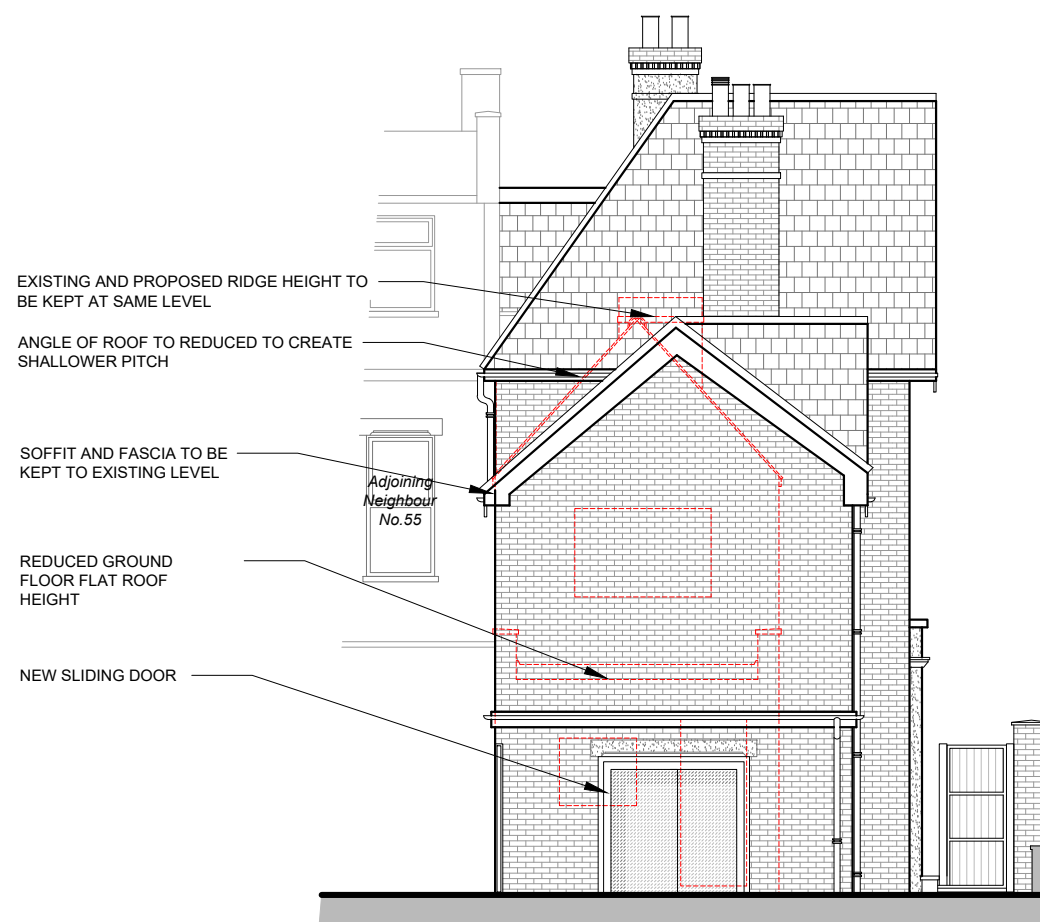 EXISTING AND PROPOSED RIDGE HEIGHT TO
BE KEPT AT SAME LEVEL
ANGLE OF ROOF TO REDUCED TO CREATE
SHALLOWER PITCH
SOFFIT AND FASCIA TO BE
KEPT TO EXISTING LEVEL
Adjoining
Neighbour
No.55
REDUCED GROUND
FLOOR FLAT ROOF
HEIGHT
NEW SLIDING DOOR